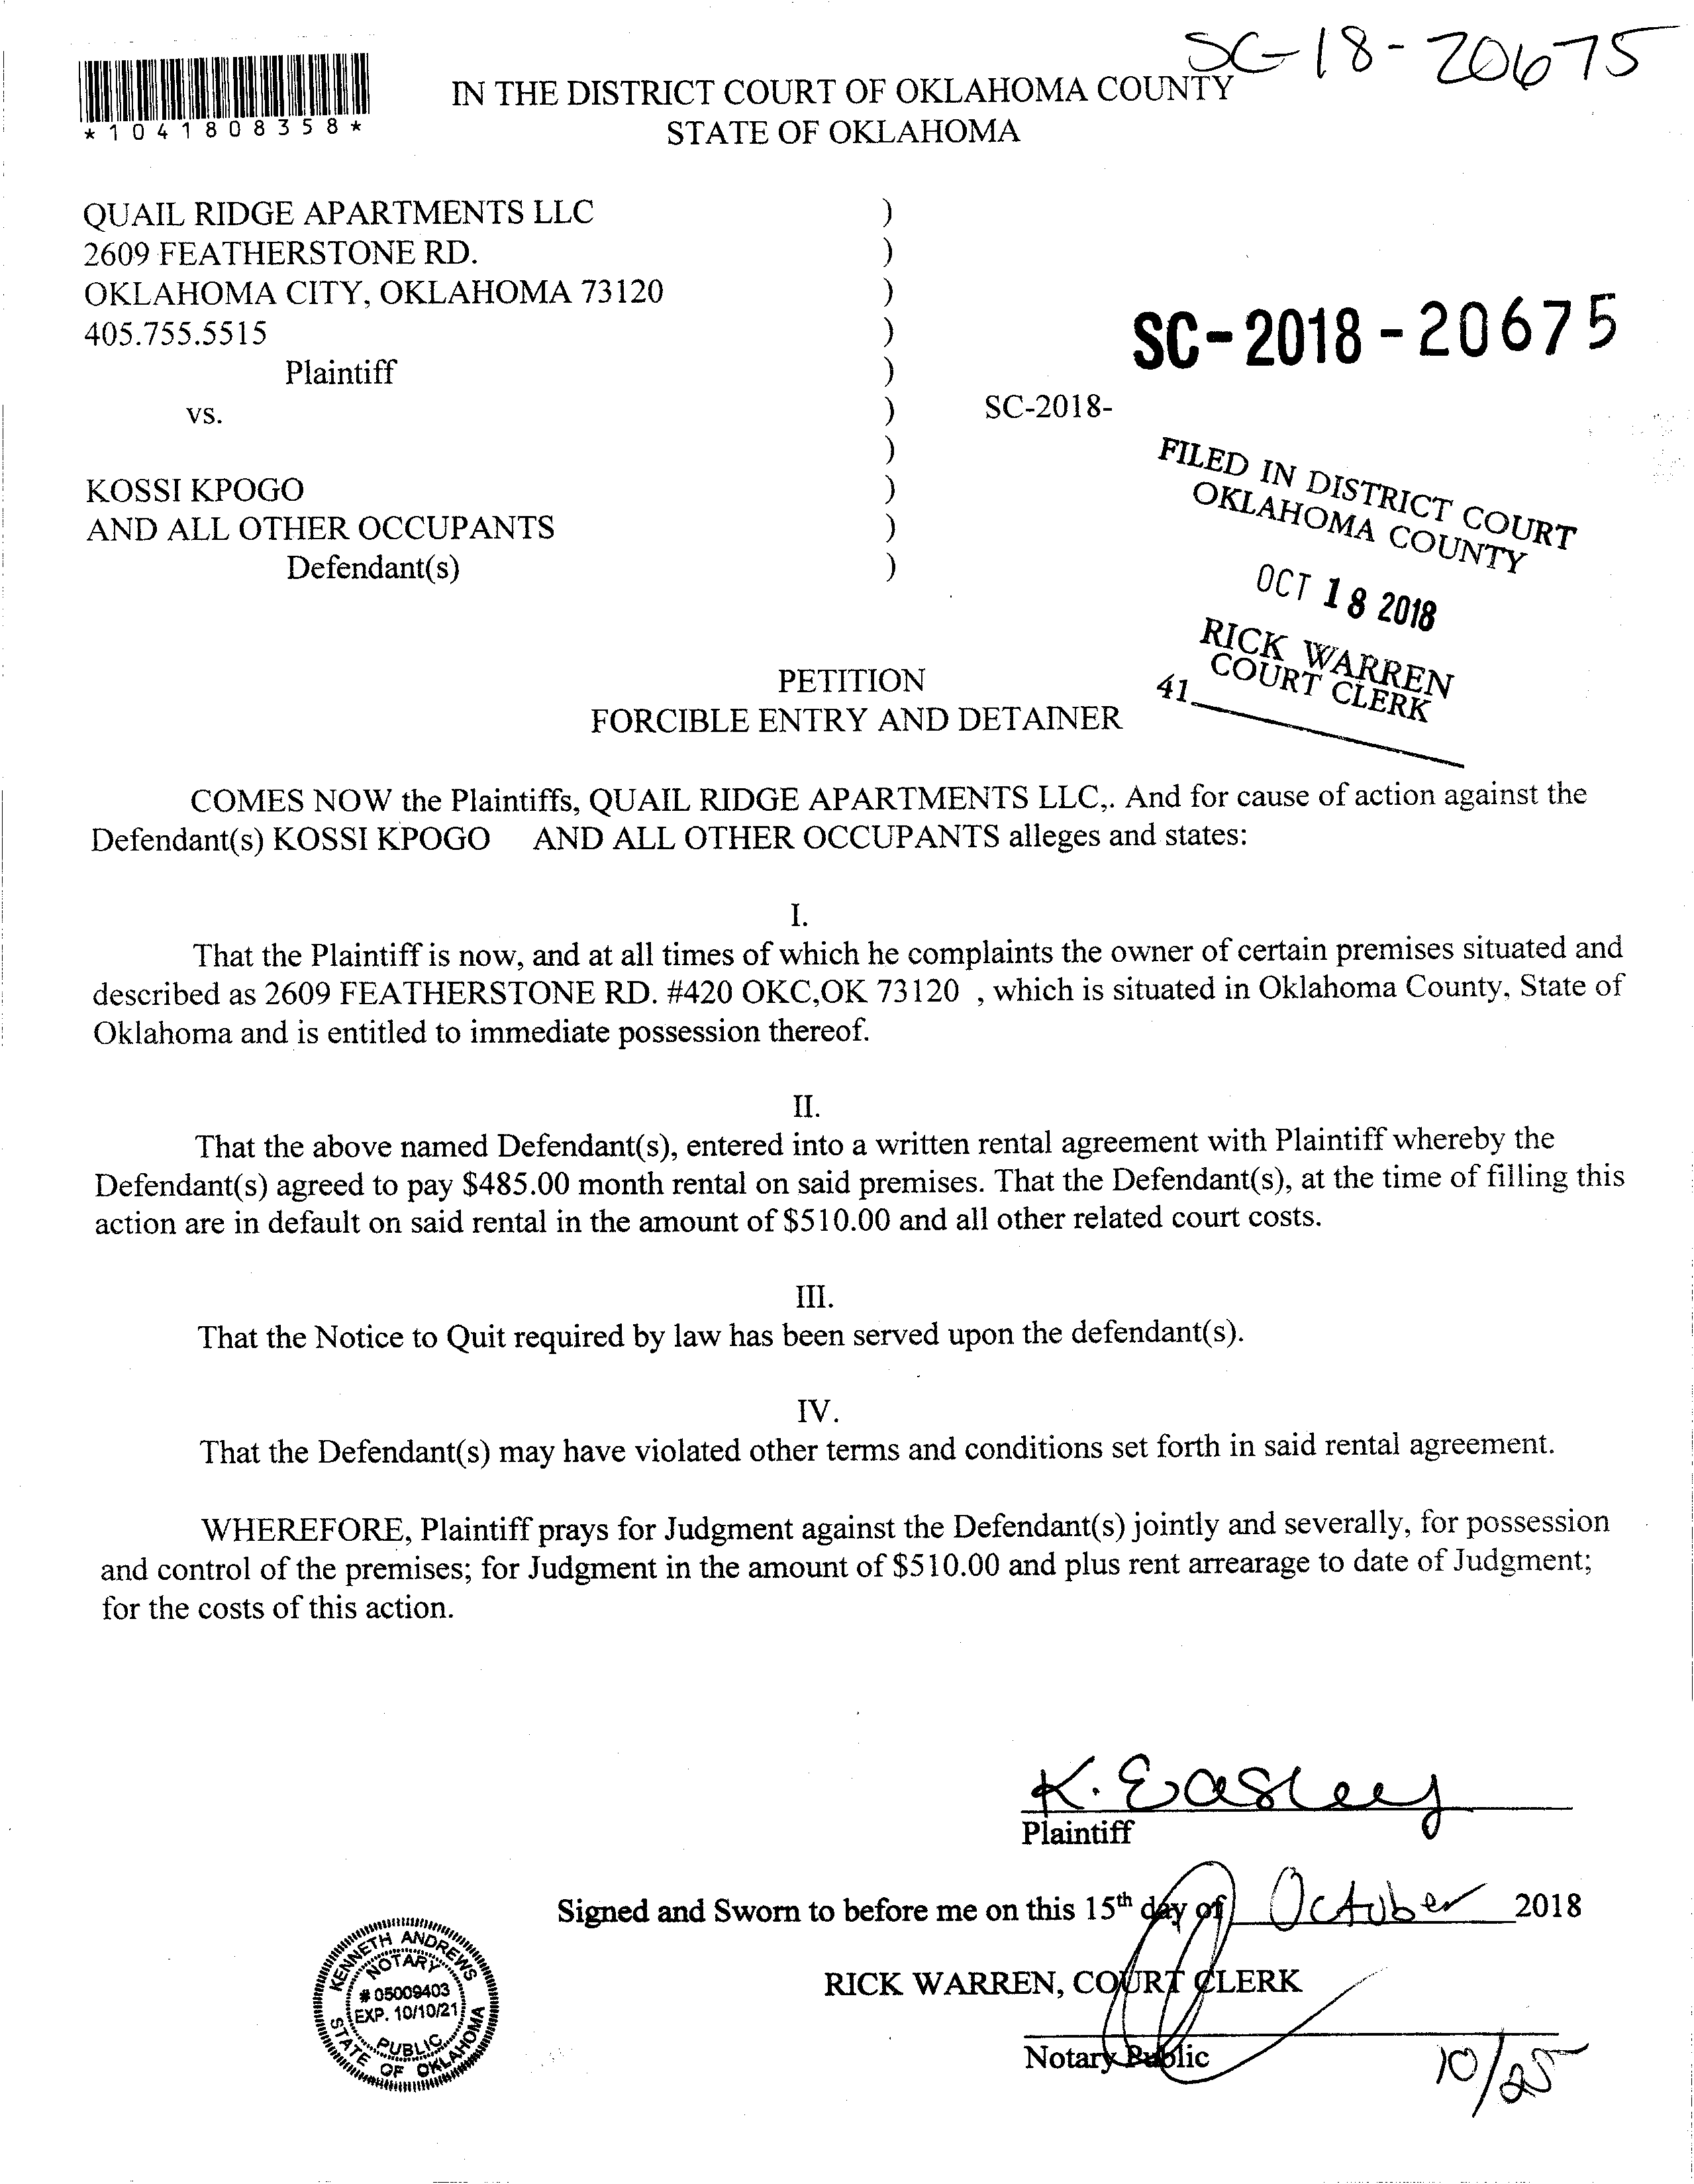 SC-18-20675
*1041808358*
IN THE DISTRICT COURT OF OKLAHOMA COUNTY
STATE OF OKLAHOMA
QUAIL RIDGE APARTMENTS LLC )
2609 FEATHERSTONE RD. )
OKLAHOMA CITY, OKLAHOMA 73120 )
405.755.5515 )
SC-2018-20675
Plaintiff )
vs. ) SC-2018-
)
KOSSI KPOGO )
AND ALL OTHER OCCUPANTS )
Defendant(s) )
FILED IN DISTRICT COURT
OKLAHOMA COUNTY
OCT 18 2018
RICK WARREN
COURT CLERK
41
PETITION
FORCIBLE ENTRY AND DETAINER
COMES NOW the Plaintiffs, QUAIL RIDGE APARTMENTS LLC,. And for cause of action against the
Defendant(s) KOSSI KPOGO AND ALL OTHER OCCUPANTS alleges and states:
I.
That the Plaintiff is now, and at all times of which he complaints the owner of certain premises situated and
described as 2609 FEATHERSTONE RD. #420 OKC,OK 73120 , which is situated in Oklahoma County, State of
Oklahoma and is entitled to immediate possession thereof.
II.
That the above named Defendant(s), entered into a written rental agreement with Plaintiff whereby the
Defendant(s) agreed to pay $485.00 month rental on said premises. That the Defendant(s), at the time of filling this
action are in default on said rental in the amount of $510.00 and all other related court costs.
III.
That the Notice to Quit required by law has been served upon the defendant(s).
IV.
That the Defendant(s) may have violated other terms and conditions set forth in said rental agreement.
WHEREFORE, Plaintiff prays for Judgment against the Defendant(s) jointly and severally, for possession
and control of the premises; for Judgment in the amount of $510.00 and plus rent arrearage to date of Judgment;
for the costs of this action.
K. Easley
Plaintiff
Signed and Sworn to before me on this 15th day of October 2018
RICK WARREN, COURT CLERK
Notary Public
10/25
KENNETH ANDREWS
NOTARY
# 05009403
EXP. 10/10/21
PUBLIC
STATE OF OKLAHOMA